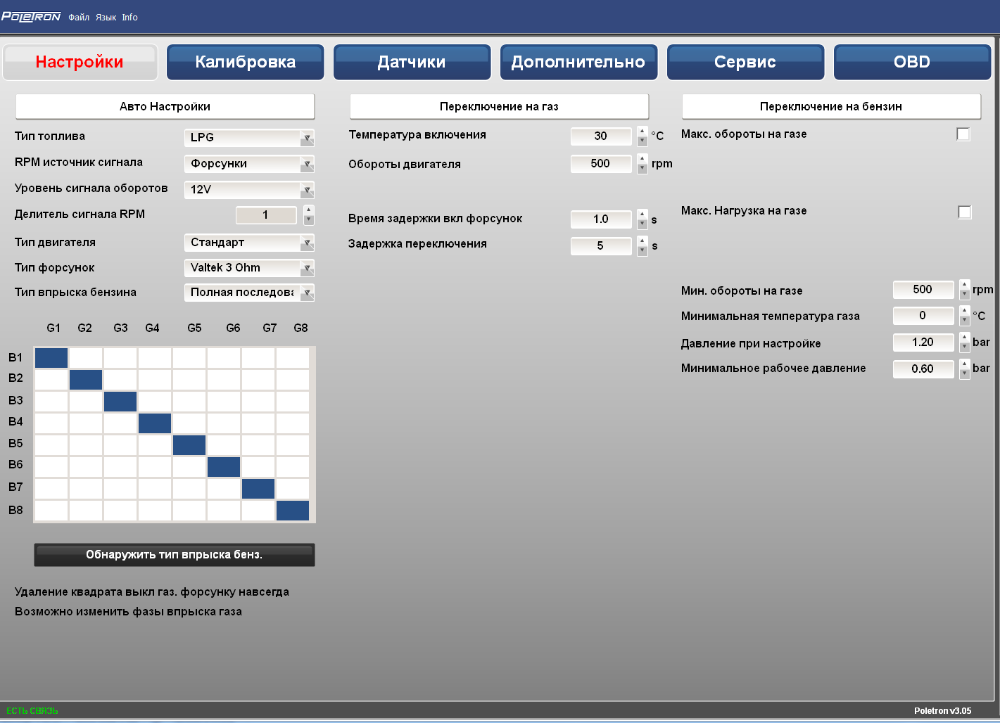 POLETRON Файл Язык Info
Настройки Калибровка Датчики Дополнительно Сервис OBD
Авто Настройки
Тип топлива LPG
RPM источник сигнала Форсунки
Уровень сигнала оборотов 12V
Делитель сигнала RPM 1
Тип двигателя Стандарт
Тип форсунок Valtek 3 Ohm
Тип впрыска бензина Полная последова
G1 G2 G3 G4 G5 G6 G7 G8
B1
B2
B3
B4
B5
B6
B7
B8
Обнаружить тип впрыска бенз.
Удаление квадрата выкл газ. форсунку навсегда
Возможно изменить фазы впрыска газа
Переключение на газ
Температура включения 30 °C
Обороты двигателя 500 rpm
Время задержки вкл форсунок 1.0 s
Задержка переключения 5 s
Переключение на бензин
Макс. обороты на газе
Макс. Нагрузка на газе
Мин. обороты на газе 500 rpm
Минимальная температура газа 0 °C
Давление при настройке 1.20 bar
Минимальное рабочее давление 0.60 bar
ЕСТЬ СВЯЗЬ Poletron v3.05